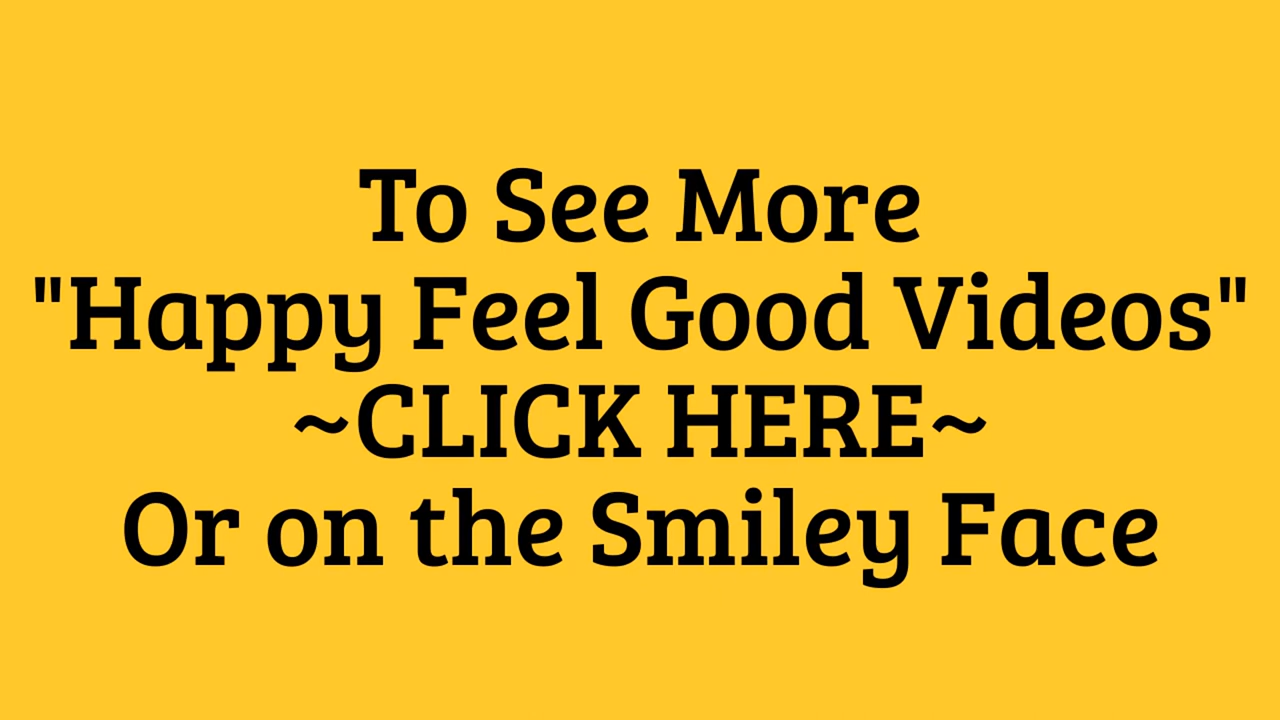 To See More
"Happy Feel Good Videos"
~CLICK HERE~
Or on the Smiley Face